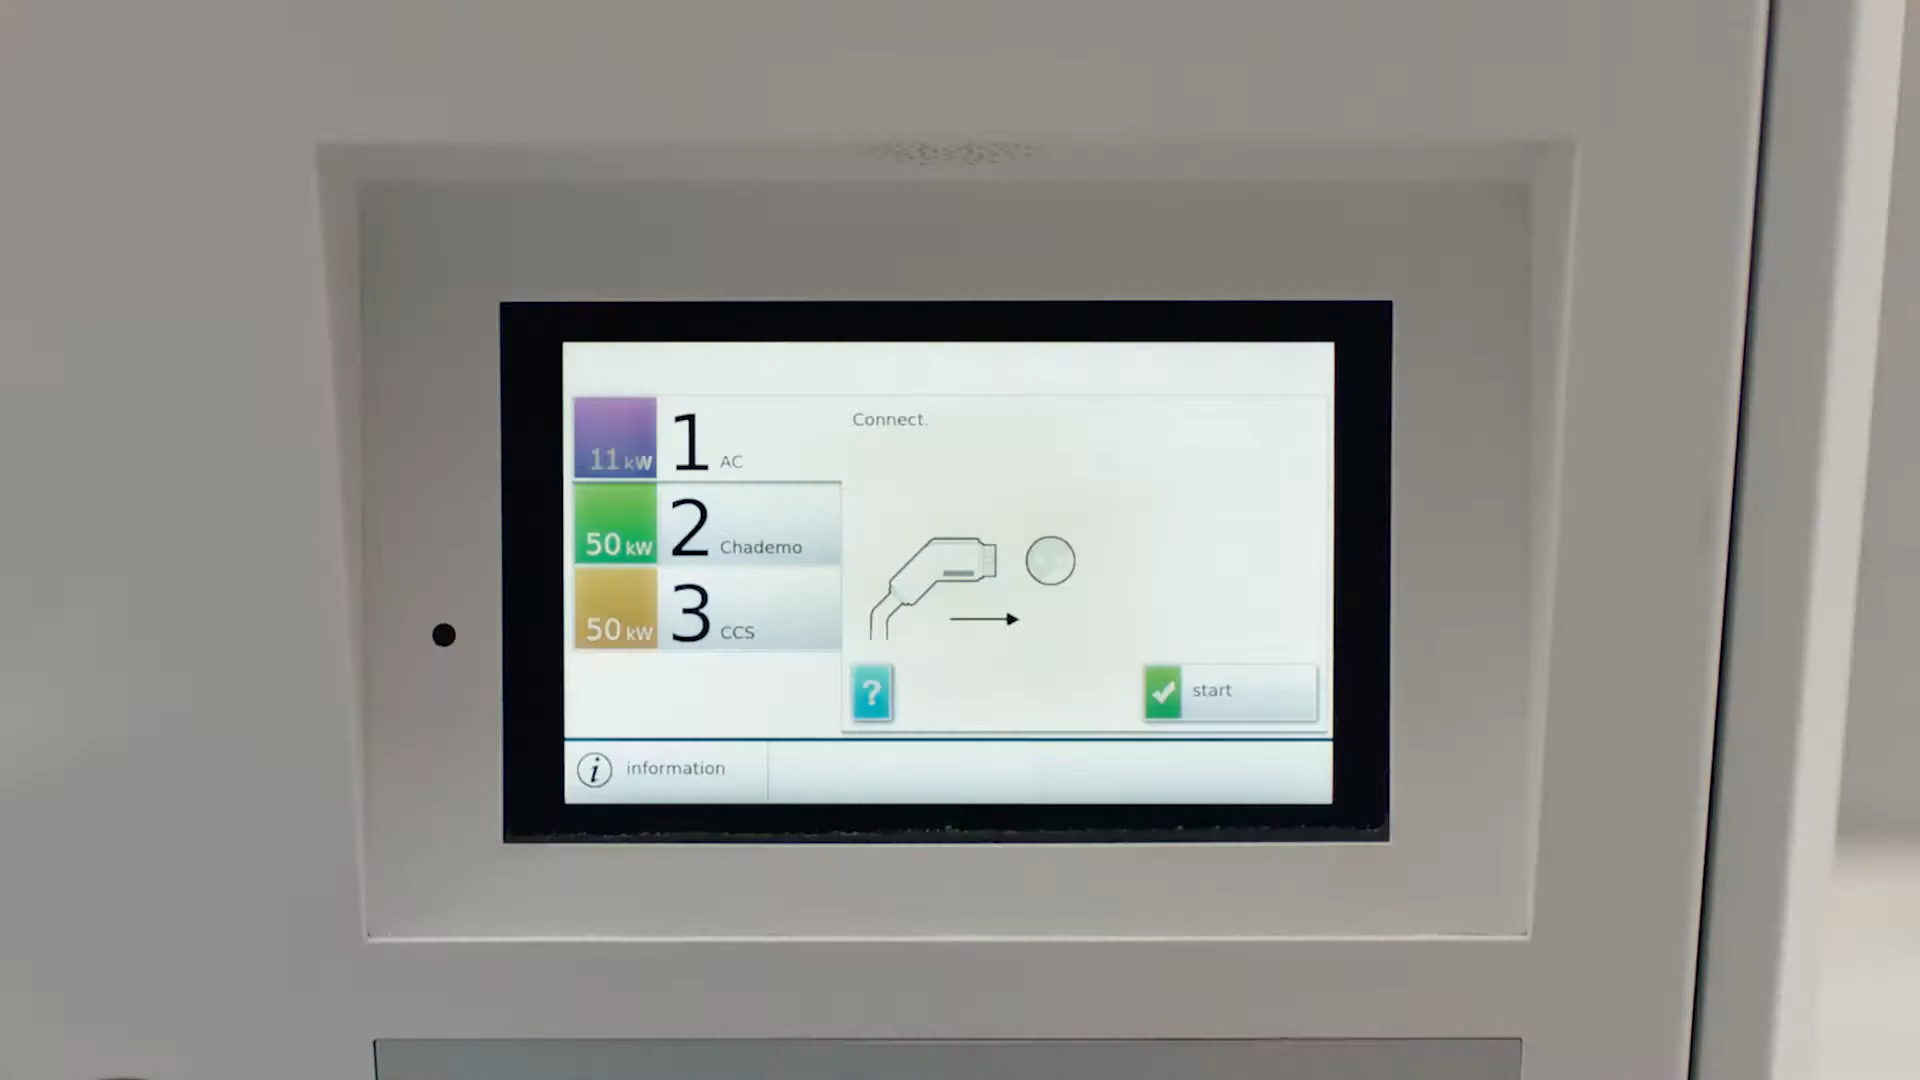 11 kW 1 AC
50 kW 2 Chademo
50 kW 3 CCS
Connect.
?
start
i information